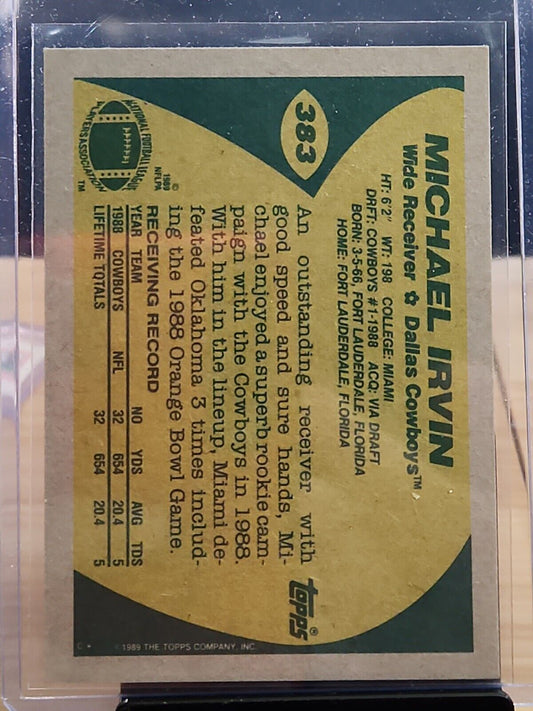 383
MICHAEL IRVIN
Wide Receiver ✪ Dallas Cowboys™
HT: 6'2" WT: 198 COLLEGE: MIAMI
DRFT: COWBOYS #1-1988 ACQ: VIA DRAFT
BORN: 3-5-66, FORT LAUDERDALE, FLORIDA
HOME: FORT LAUDERDALE, FLORIDA
An outstanding receiver with
good speed and sure hands, Mi-
chael enjoyed a superb rookie cam-
paign with the Cowboys in 1988.
With him in the lineup, Miami de-
feated Oklahoma 3 times includ-
ing the 1988 Orange Bowl Game.
topps®
NATIONAL FOOTBALL LEAGUE
PLAYERS ASSOCIATION
™
©
1989
NFLPA
RECEIVING RECORD
YEAR TEAM NO YDS AVG TDS
1988 COWBOYS NFL 32 654 20.4 5
LIFETIME TOTALS 32 654 20.4 5
C * © 1989 THE TOPPS COMPANY, INC.